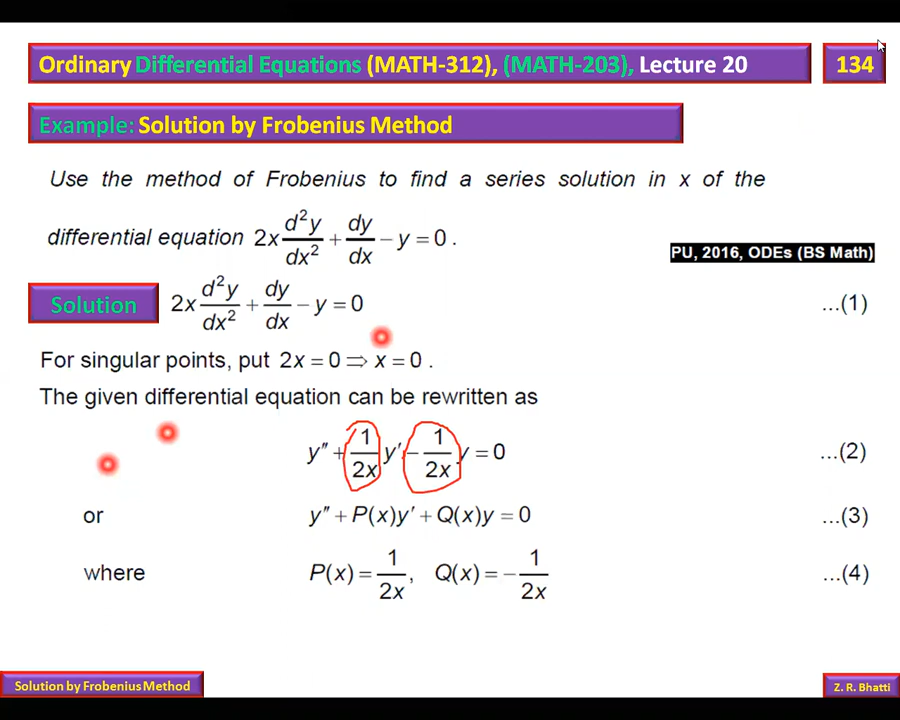 Ordinary Differential Equations (MATH-312), (MATH-203), Lecture 20
134
Example: Solution by Frobenius Method
Use the method of Frobenius to find a series solution in x of the
differential equation 2x d²y/dx² + dy/dx − y = 0 .
PU, 2016, ODEs (BS Math)
Solution 2x d²y/dx² + dy/dx − y = 0 ...(1)
For singular points, put 2x = 0 ⇒ x = 0 .
The given differential equation can be rewritten as
y″ + 1/2x y′ − 1/2x y = 0 ...(2)
or y″ + P(x)y′ + Q(x)y = 0 ...(3)
where P(x) = 1/2x, Q(x) = − 1/2x ...(4)
Solution by Frobenius Method
Z. R. Bhatti